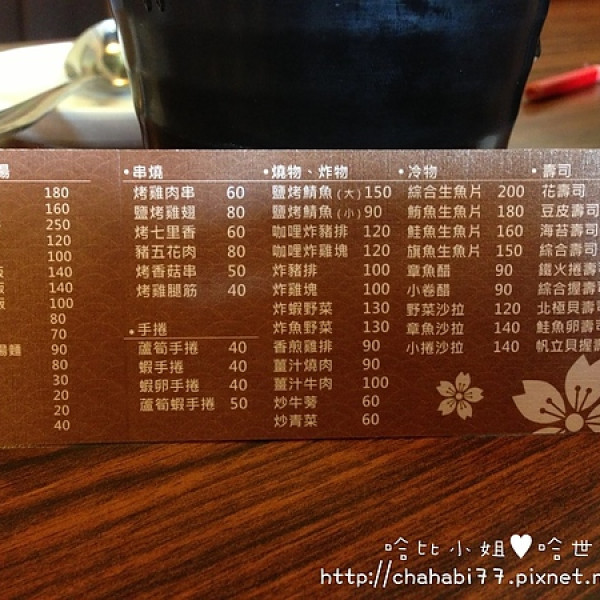 湯
180
160
250
120
100
飯 140
飯 140
飯 100
80
70
湯麵 90
80
30
20
20
40
•串燒
烤雞肉串 60
鹽烤雞翅 80
烤七里香 60
豬五花肉 80
烤香菇串 50
烤雞腿筋 40
•手捲
蘆筍手捲 40
蝦手捲 40
蝦卵手捲 40
蘆筍蝦手捲 50
•燒物、炸物
鹽烤鯖魚(大) 150
鹽烤鯖魚(小) 90
咖哩炸豬排 120
咖哩炸雞塊 120
炸豬排 100
炸雞塊 100
炸蝦野菜 130
炸魚野菜 130
香煎雞排 90
薑汁燒肉 90
薑汁牛肉 100
炒牛蒡 60
炒青菜 60
•冷物
綜合生魚片 200
鮪魚生魚片 180
鮭魚生魚片 160
旗魚生魚片 150
章魚醋 90
小卷醋 90
野菜沙拉 120
章魚沙拉 140
小捲沙拉 140
•壽司
花壽司
豆皮壽司
海苔壽司
綜合壽司
鐵火捲壽
綜合握壽
北極貝壽
鮭魚卵壽
帆立貝握
哈比小姐♥哈世
http://chahabi77.pixnet.n